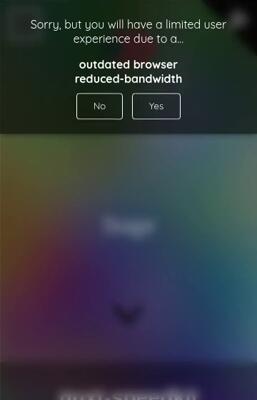 Sorry, but you will have a limited user
experience due to a...
outdated browser
reduced-bandwidth
No
Yes